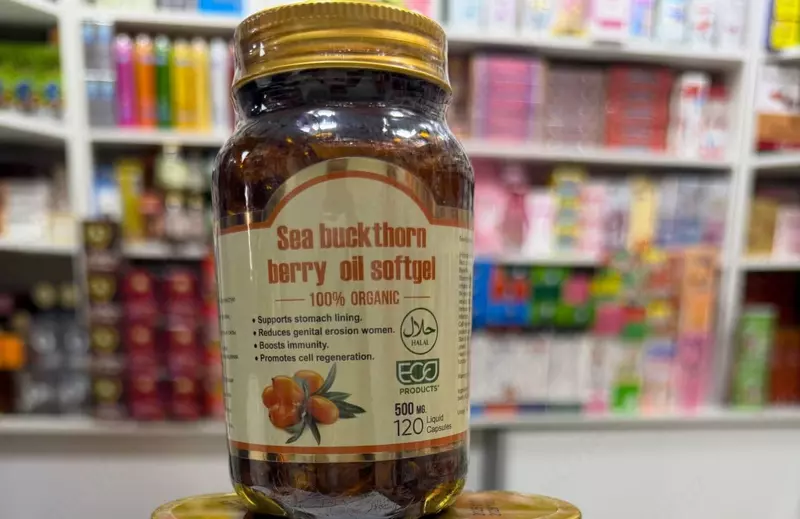 Sea buckthorn
berry oil softgel
100% ORGANIC
• Supports stomach lining.
• Reduces genital erosion women.
• Boosts immunity.
• Promotes cell regeneration.
حلال
HALAL
ECO
PRODUCTS
500 MG.
120 Liquid
Capsules